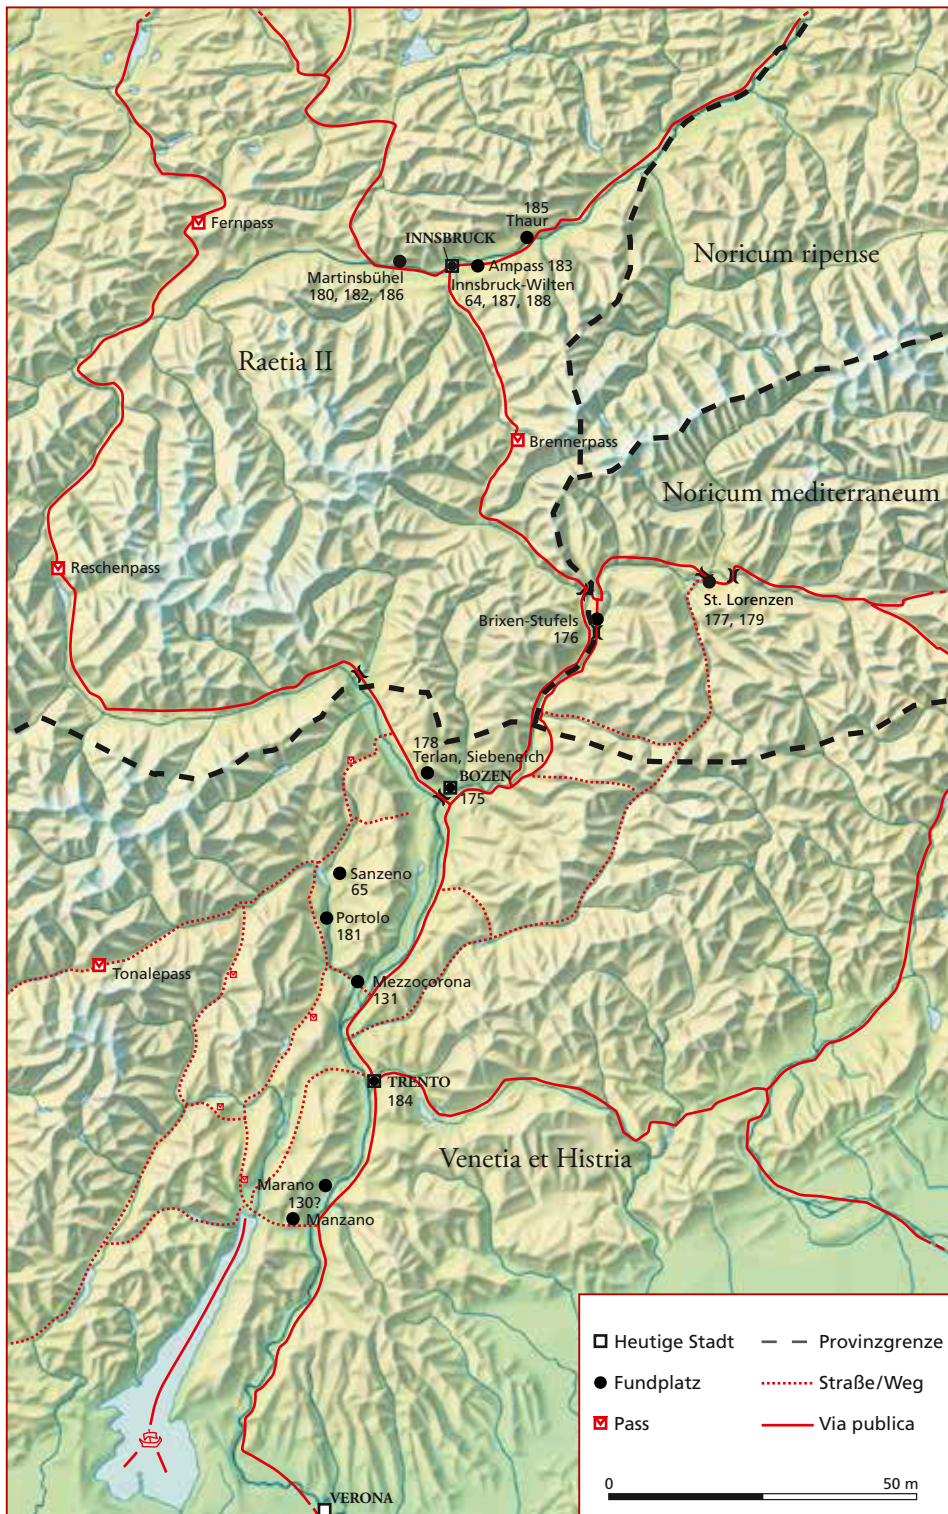 Fernpass
185
Thaur
INNSBRUCK
Noricum ripense
Martinsbühel
180, 182, 186
Ampass 183
Innsbruck-Wilten
64, 187, 188
Raetia II
Brennerpass
Noricum mediterraneum
Reschenpass
St. Lorenzen
177, 179
Brixen-Stufels
176
178
Terlan, Siebeneich
BOZEN
175
Sanzeno
65
Portolo
181
Tonalepass
Mezzocorona
131
TRENTO
184
Venetia et Histria
Marano
130?
Manzano
VERONA
Heutige Stadt
Provinzgrenze
Fundplatz
Straße/Weg
Pass
Via publica
0 50 m